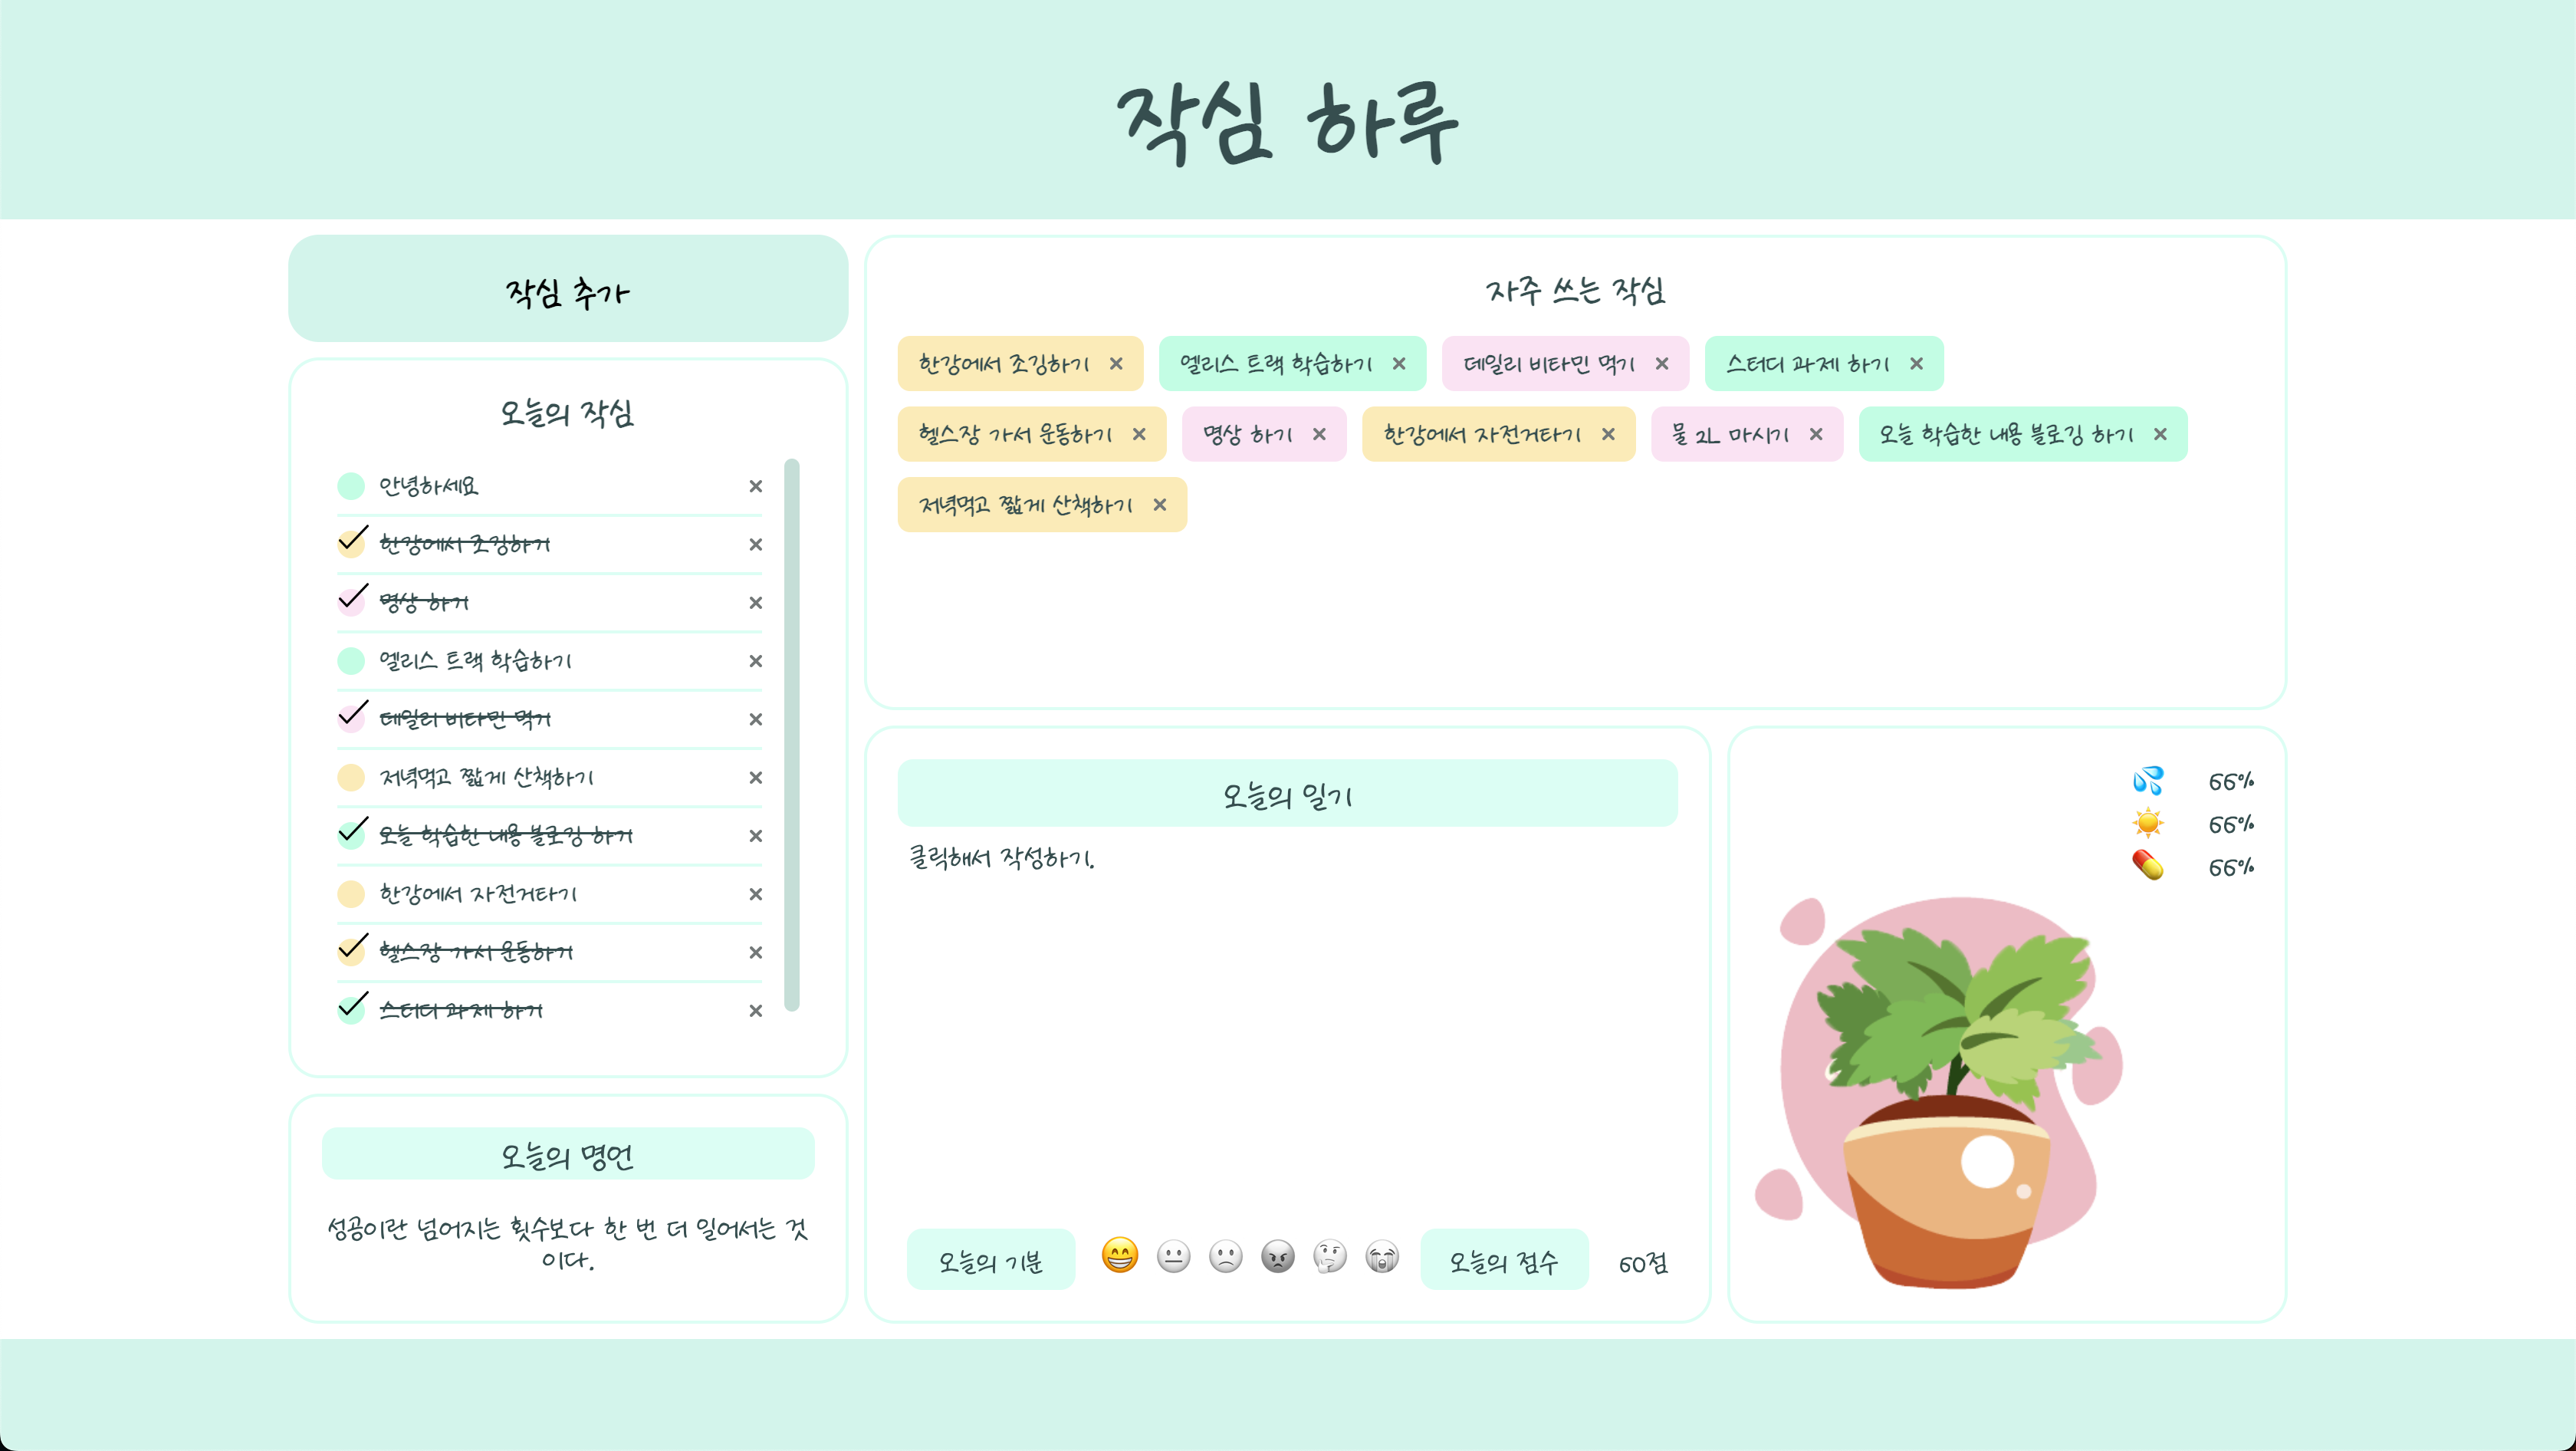 작심 하루
작심 추가
오늘의 작심
안녕하세요
한강에서 조깅하기
명상 하기
엘리스 트랙 학습하기
데일리 비타민 먹기
저녁먹고 짧게 산책하기
오늘 학습한 내용 블로깅 하기
한강에서 자전거타기
헬스장 가서 운동하기
스터디 과제 하기
오늘의 명언
성공이란 넘어지는 횟수보다 한 번 더 일어서는 것
이다.
자주 쓰는 작심
한강에서 조깅하기 엘리스 트랙 학습하기 데일리 비타민 먹기 스터디 과제 하기
헬스장 가서 운동하기 명상 하기 한강에서 자전거타기 물 2L 마시기 오늘 학습한 내용 블로깅 하기
저녁먹고 짧게 산책하기
오늘의 일기
클릭해서 작성하기.
오늘의 기분 오늘의 점수 60점
66%
66%
66%